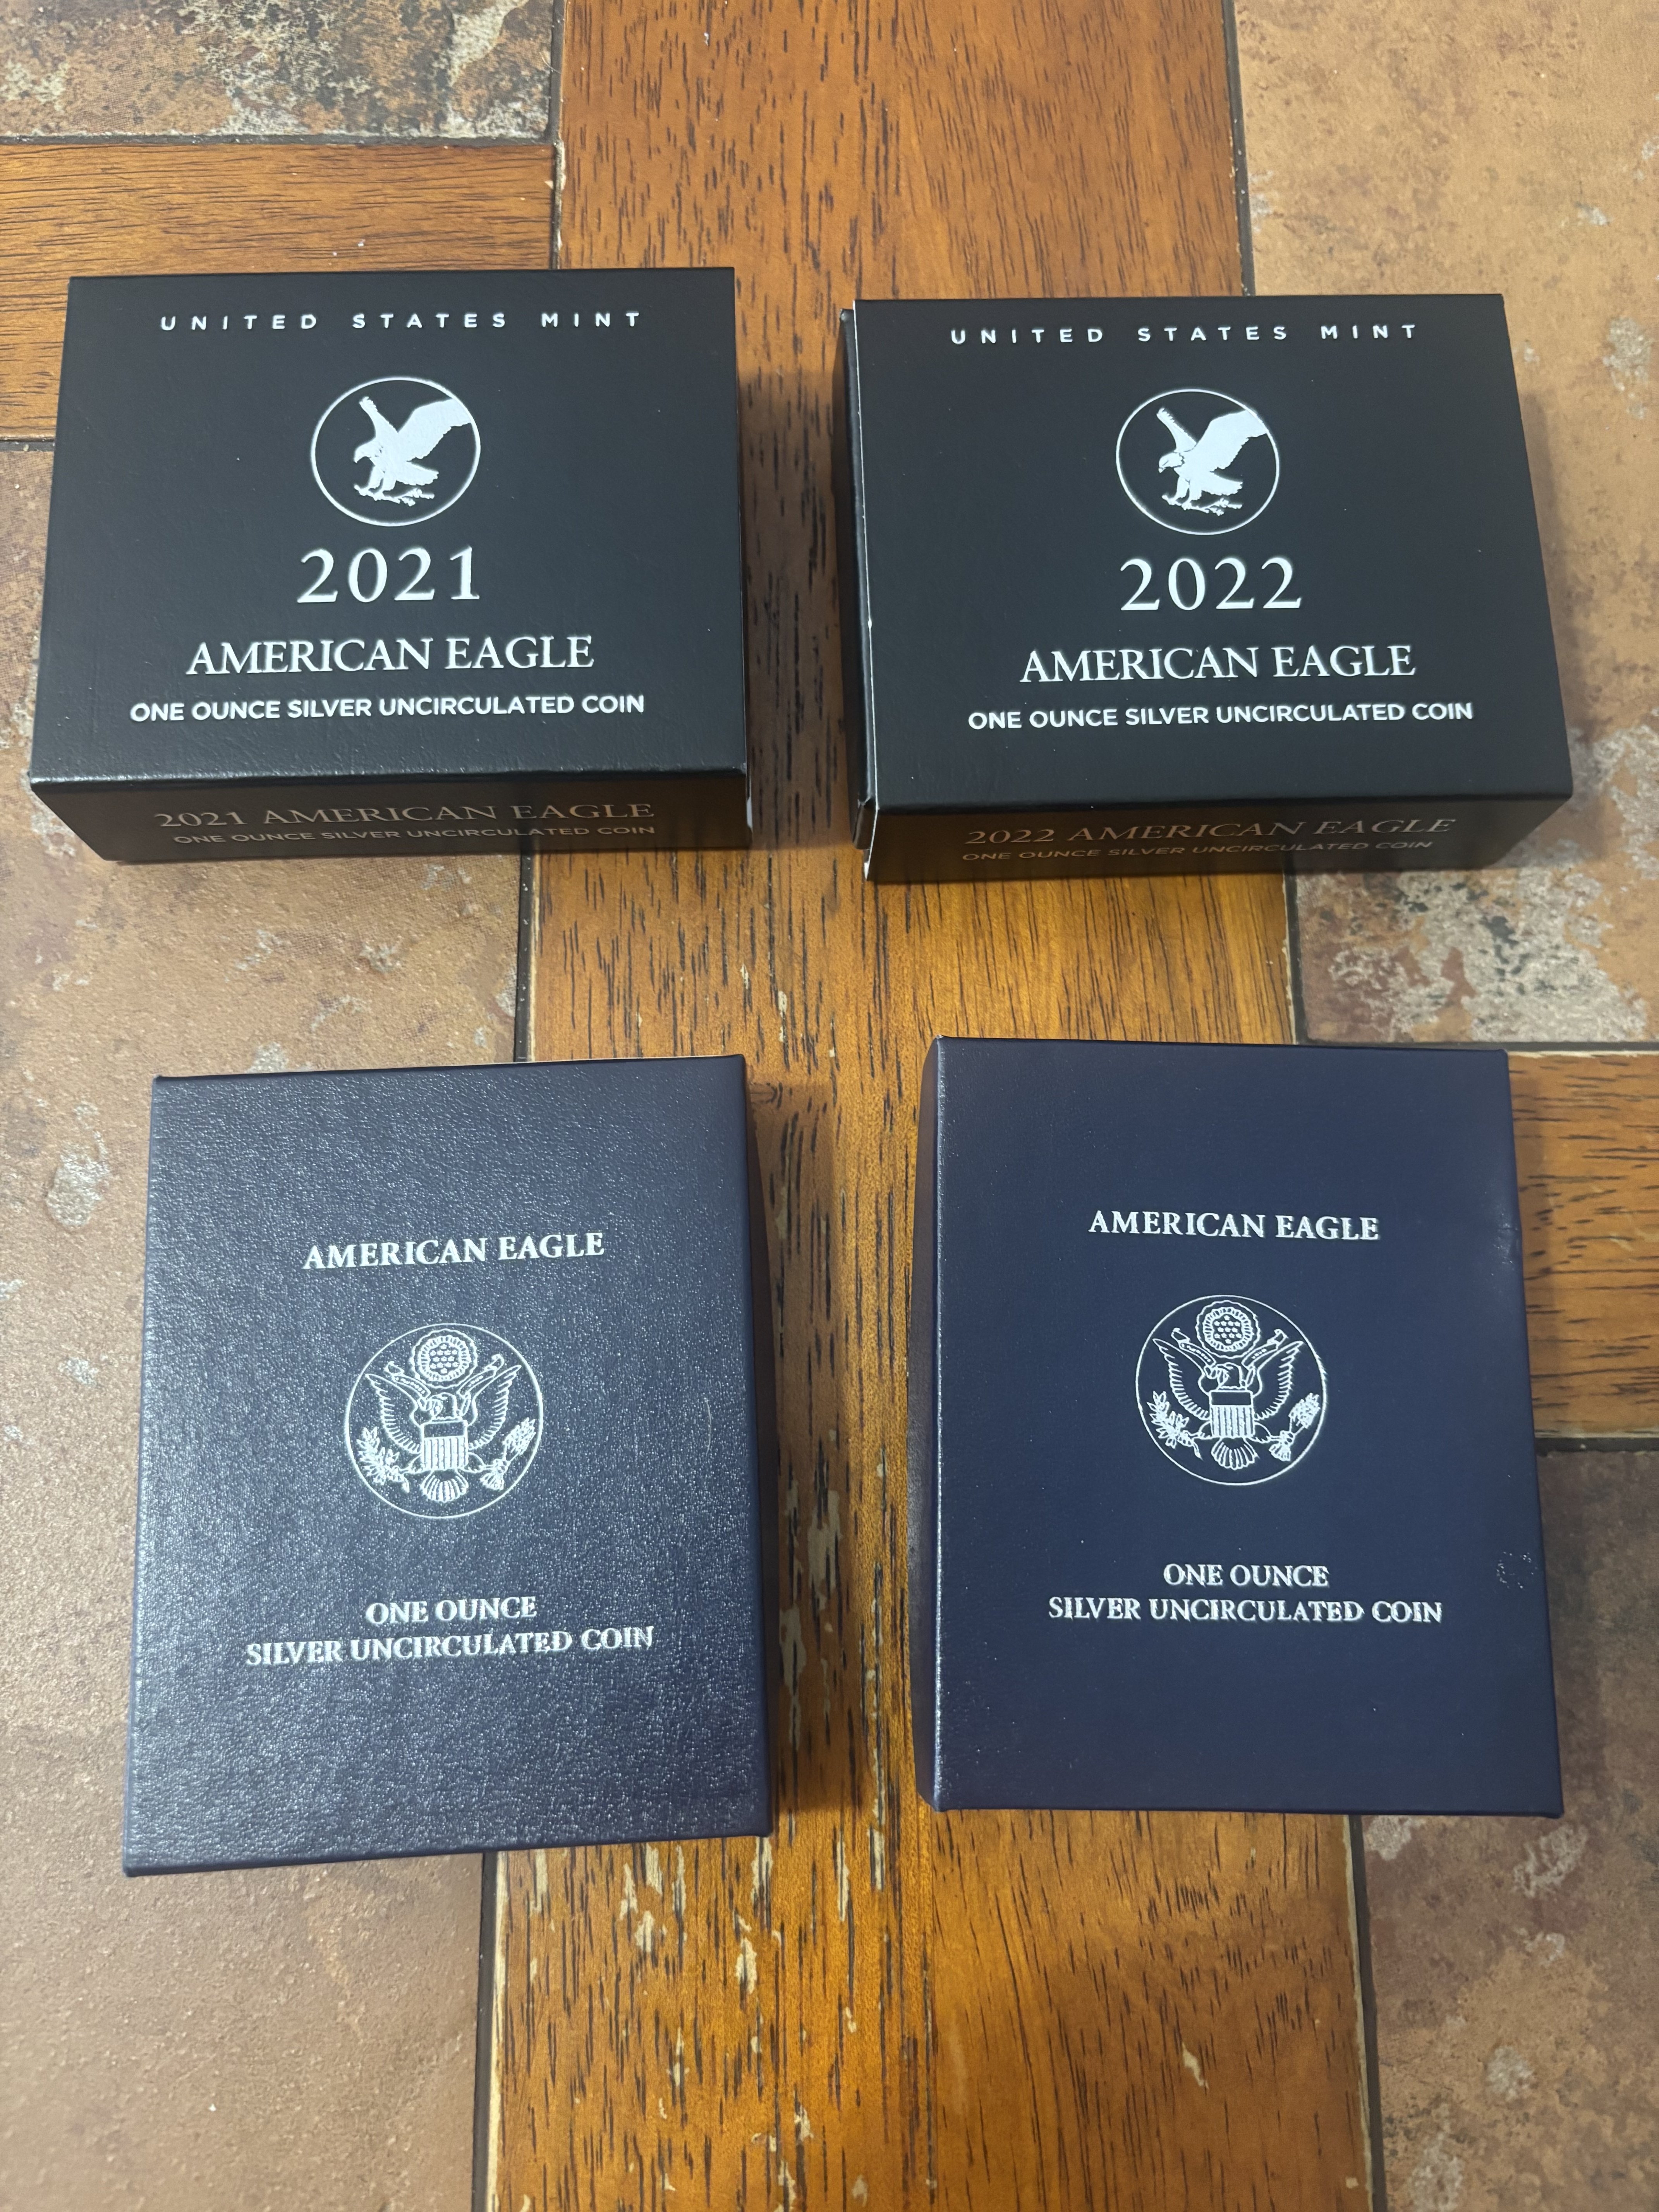 UNITED STATES MINT
2021
AMERICAN EAGLE
ONE OUNCE SILVER UNCIRCULATED COIN
2021 AMERICAN EAGLE
ONE OUNCE SILVER UNCIRCULATED COIN
UNITED STATES MINT
2022
AMERICAN EAGLE
ONE OUNCE SILVER UNCIRCULATED COIN
2022 AMERICAN EAGLE
ONE OUNCE SILVER UNCIRCULATED COIN
AMERICAN EAGLE
ONE OUNCE
SILVER UNCIRCULATED COIN
AMERICAN EAGLE
ONE OUNCE
SILVER UNCIRCULATED COIN